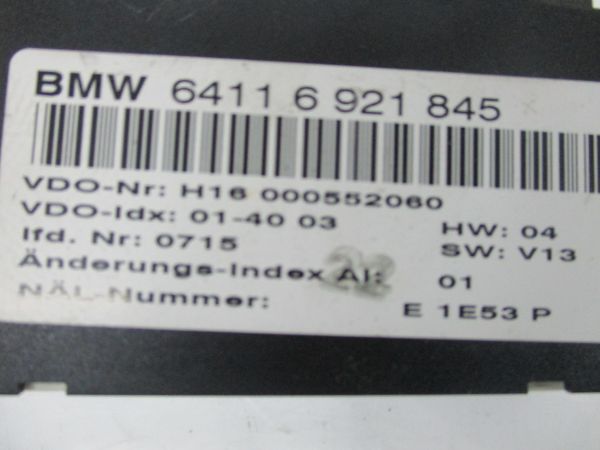 BMW 6411 6 921 845
VDO-Nr: H16 000552060
VDO-Idx: 01-40 03 HW: 04
lfd. Nr: 0715 SW: V13
Änderungs-Index AI: 01
NÄL-Nummer: E 1E53 P